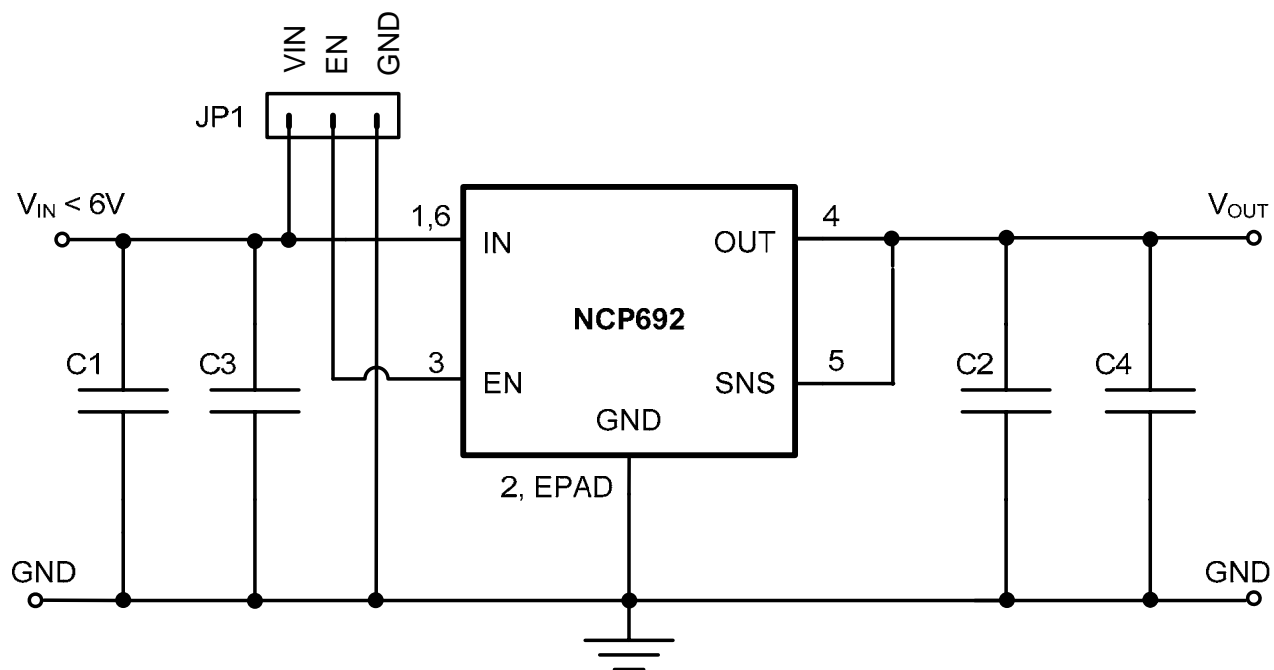 VIN EN GND
JP1
VIN < 6V
1,6
4
VOUT
IN
OUT
NCP692
C1
C3
3
5
C2
C4
EN
SNS
GND
2, EPAD
GND
GND